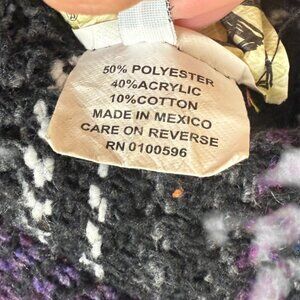 50% POLYESTER
40%ACRYLIC
10%COTTON
MADE IN MEXICO
CARE ON REVERSE
RN 0100596